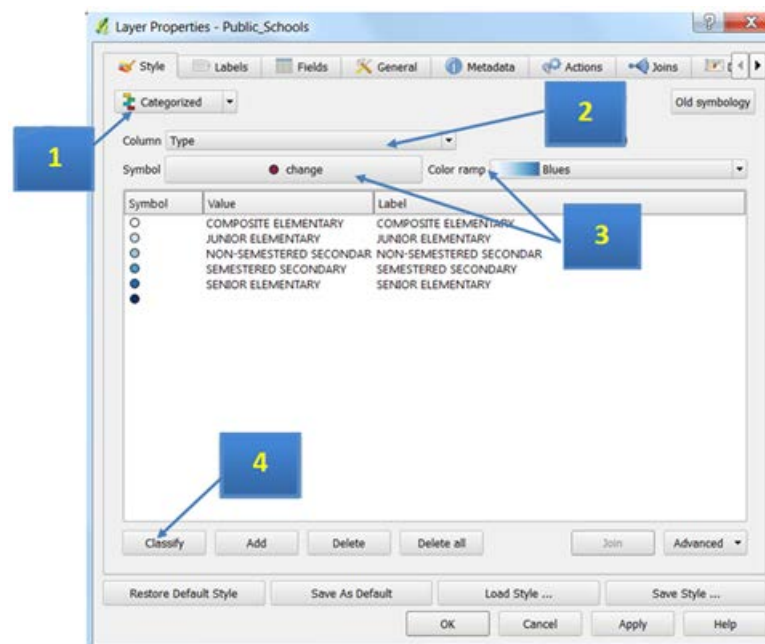 Layer Properties - Public_Schools
Style Labels Fields General Metadata Actions Joins
Categorized Old symbology
1
2
Column Type
Symbol change Color ramp Blues
3
Symbol Value Label
COMPOSITE ELEMENTARY COMPOSITE ELEMENTARY
JUNIOR ELEMENTARY JUNIOR ELEMENTARY
NON-SEMESTERED SECONDAR NON-SEMESTERED SECONDAR
SEMESTERED SECONDARY SEMESTERED SECONDARY
SENIOR ELEMENTARY SENIOR ELEMENTARY
4
Classify Add Delete Delete all Join Advanced
Restore Default Style Save As Default Load Style ... Save Style ...
OK Cancel Apply Help